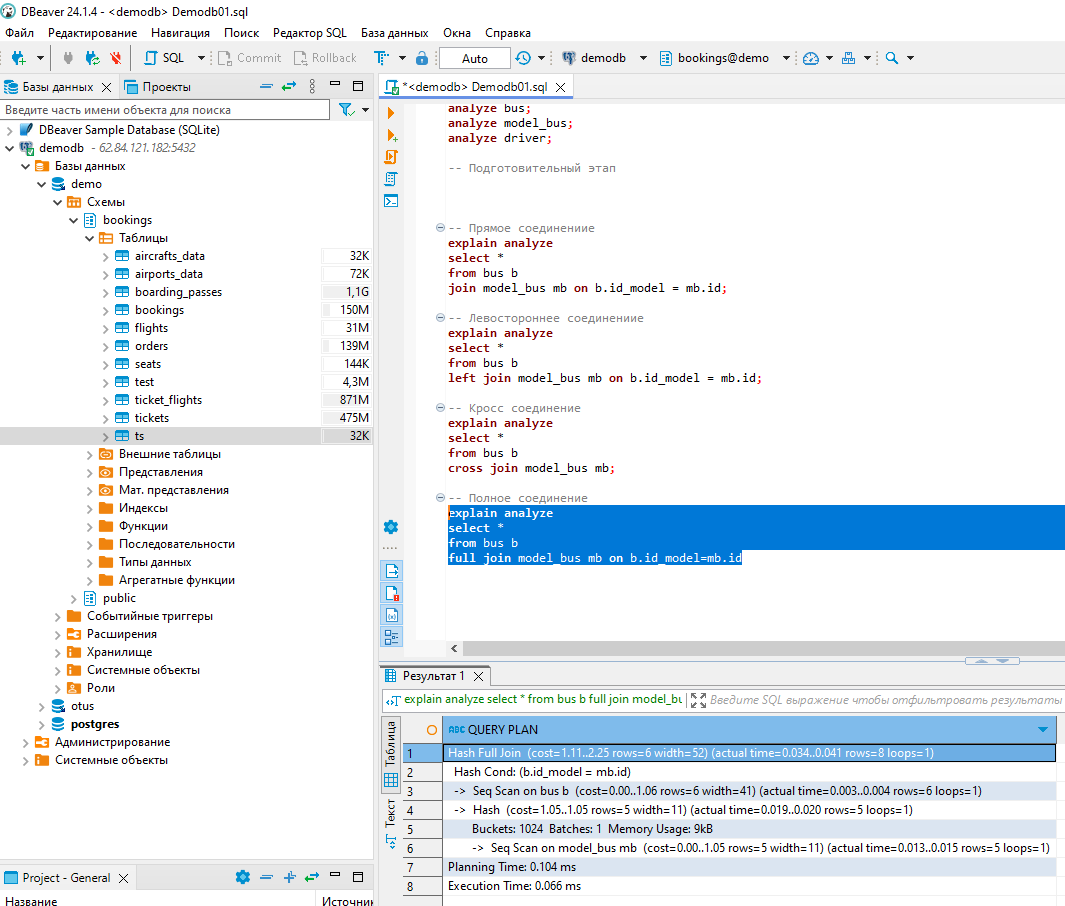 DBeaver 24.1.4 - <demodb> Demodb01.sql
Файл Редактирование Навигация Поиск Редактор SQL База данных Окна Справка
SQL Commit Rollback Auto demodb bookings@demo
Базы данных Проекты
Введите часть имени объекта для поиска
DBeaver Sample Database (SQLite)
demodb - 62.84.121.182:5432
Базы данных
demo
Схемы
bookings
Таблицы
aircrafts_data 32K
airports_data 72K
boarding_passes 1,1G
bookings 150M
flights 31M
orders 139M
seats 144K
test 4,3M
ticket_flights 871M
tickets 475M
ts 32K
Внешние таблицы
Представления
Мат. представления
Индексы
Функции
Последовательности
Типы данных
Агрегатные функции
public
Событийные триггеры
Расширения
Хранилище
Системные объекты
Роли
otus
postgres
Администрирование
Системные объекты
Project - General
Название Источник
*<demodb> Demodb01.sql
analyze bus;
analyze model_bus;
analyze driver;
-- Подготовительный этап
-- Прямое соединениие
explain analyze
select *
from bus b
join model_bus mb on b.id_model = mb.id;
-- Левостороннее соединениие
explain analyze
select *
from bus b
left join model_bus mb on b.id_model = mb.id;
-- Кросс соединение
explain analyze
select *
from bus b
cross join model_bus mb;
-- Полное соединение
explain analyze
select *
from bus b
full join model_bus mb on b.id_model=mb.id
Результат 1
explain analyze select * from bus b full join model_bu Введите SQL выражение чтобы отфильтровать результаты
Таблица
Текст
ABC QUERY PLAN
1 Hash Full Join (cost=1.11..2.25 rows=6 width=52) (actual time=0.034..0.041 rows=8 loops=1)
2 Hash Cond: (b.id_model = mb.id)
3 -> Seq Scan on bus b (cost=0.00..1.06 rows=6 width=41) (actual time=0.003..0.004 rows=6 loops=1)
4 -> Hash (cost=1.05..1.05 rows=5 width=11) (actual time=0.019..0.020 rows=5 loops=1)
5 Buckets: 1024 Batches: 1 Memory Usage: 9kB
6 -> Seq Scan on model_bus mb (cost=0.00..1.05 rows=5 width=11) (actual time=0.013..0.015 rows=5 loops=1)
7 Planning Time: 0.104 ms
8 Execution Time: 0.066 ms